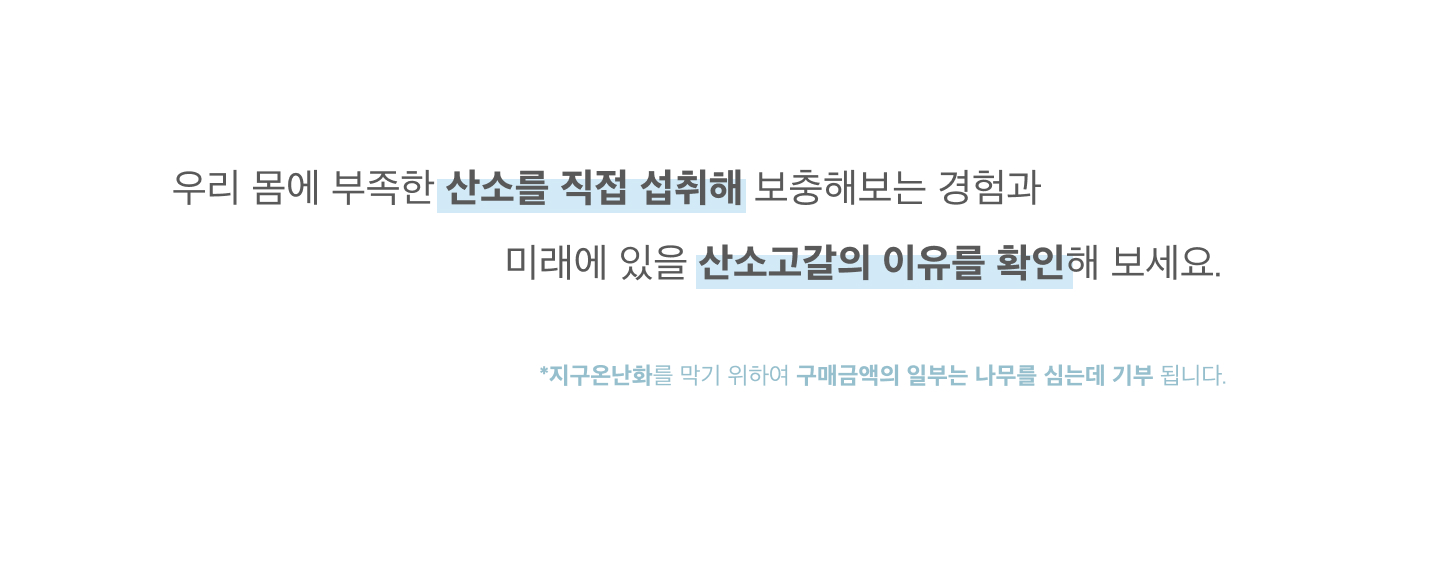 우리 몸에 부족한 산소를 직접 섭취해 보충해보는 경험과
미래에 있을 산소고갈의 이유를 확인해 보세요.
*지구온난화를 막기 위하여 구매금액의 일부는 나무를 심는데 기부 됩니다.